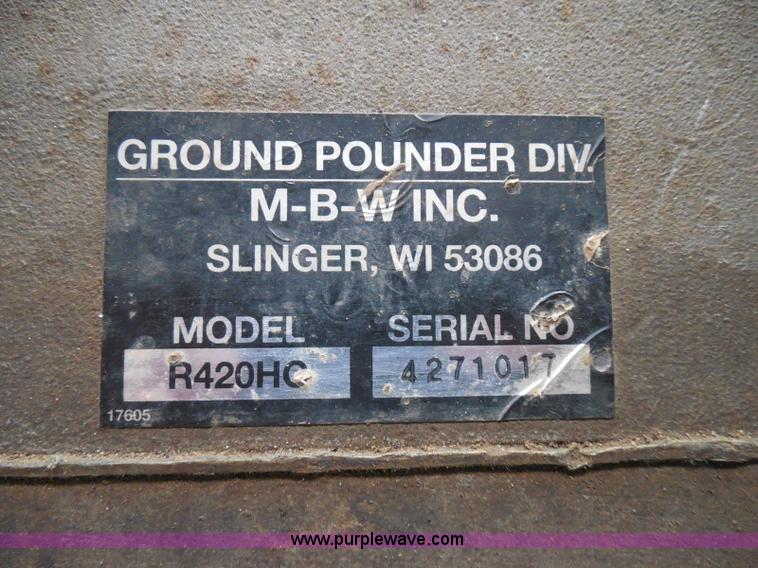 GROUND POUNDER DIV.
M-B-W INC.
SLINGER, WI 53086
MODEL SERIAL NO
R420HC 4271017
17605
www.purplewave.com